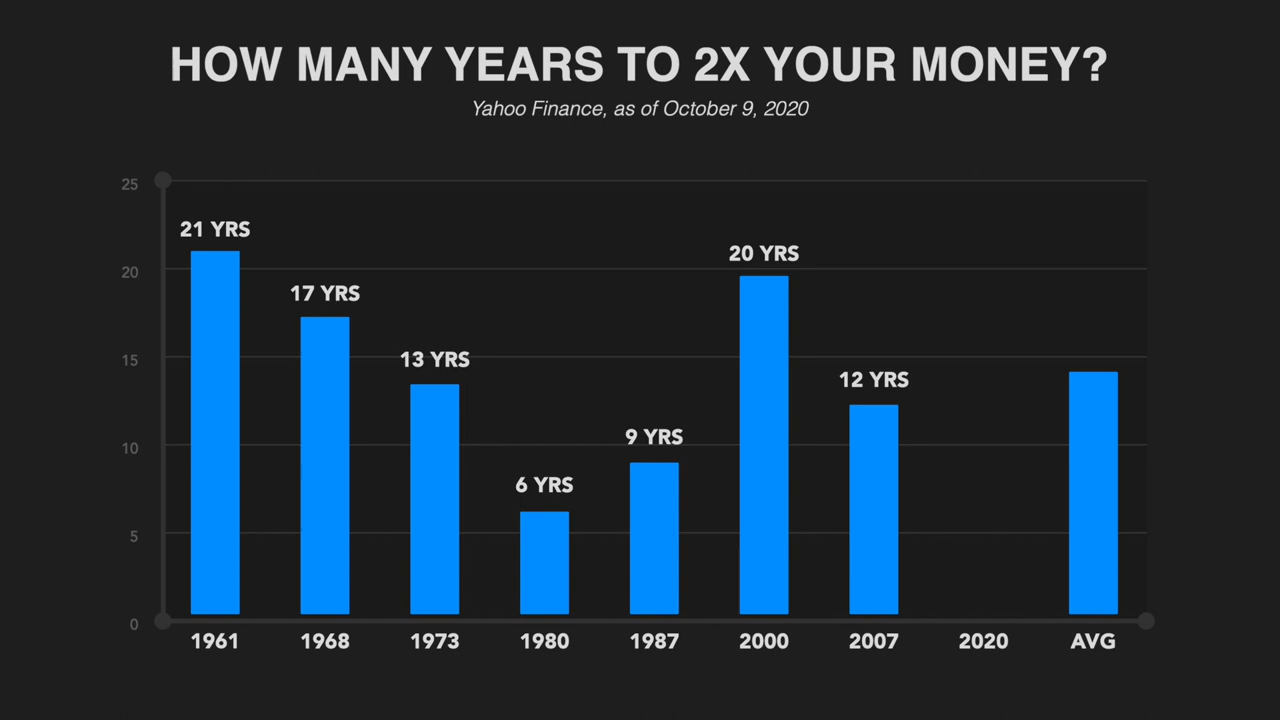 HOW MANY YEARS TO 2X YOUR MONEY?
Yahoo Finance, as of October 9, 2020
25
20
15
10
5
0
21 YRS
17 YRS
13 YRS
6 YRS
9 YRS
20 YRS
12 YRS
1961 1968 1973 1980 1987 2000 2007 2020 AVG